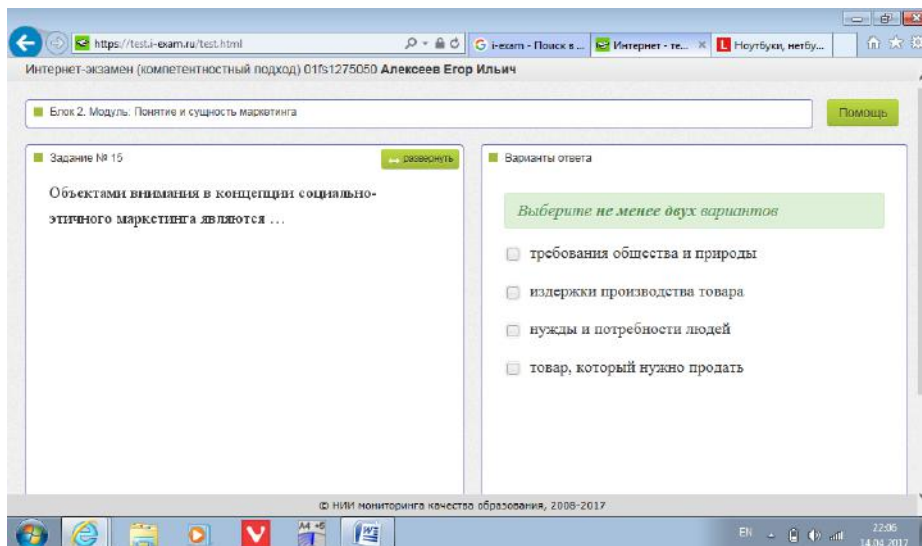 https://test.i-exam.ru/test.html
i-exam - Поиск в ...
Интернет - те...
Ноутбуки, нетбу...
Интернет-экзамен (компетентностный подход) 01fs1275050 Алексеев Егор Ильич
Блок 2. Модуль: Понятие и сущность маркетинга
Помощь
Задание № 15
развернуть
Объектами внимания в концепции социально-
этичного маркетинга являются ...
Варианты ответа
Выберите не менее двух вариантов
требования общества и природы
издержки производства товара
нужды и потребности людей
товар, который нужно продать
© НИИ мониторинга качества образования, 2008-2017
A4 +6
EN
22:06
14.04.2017